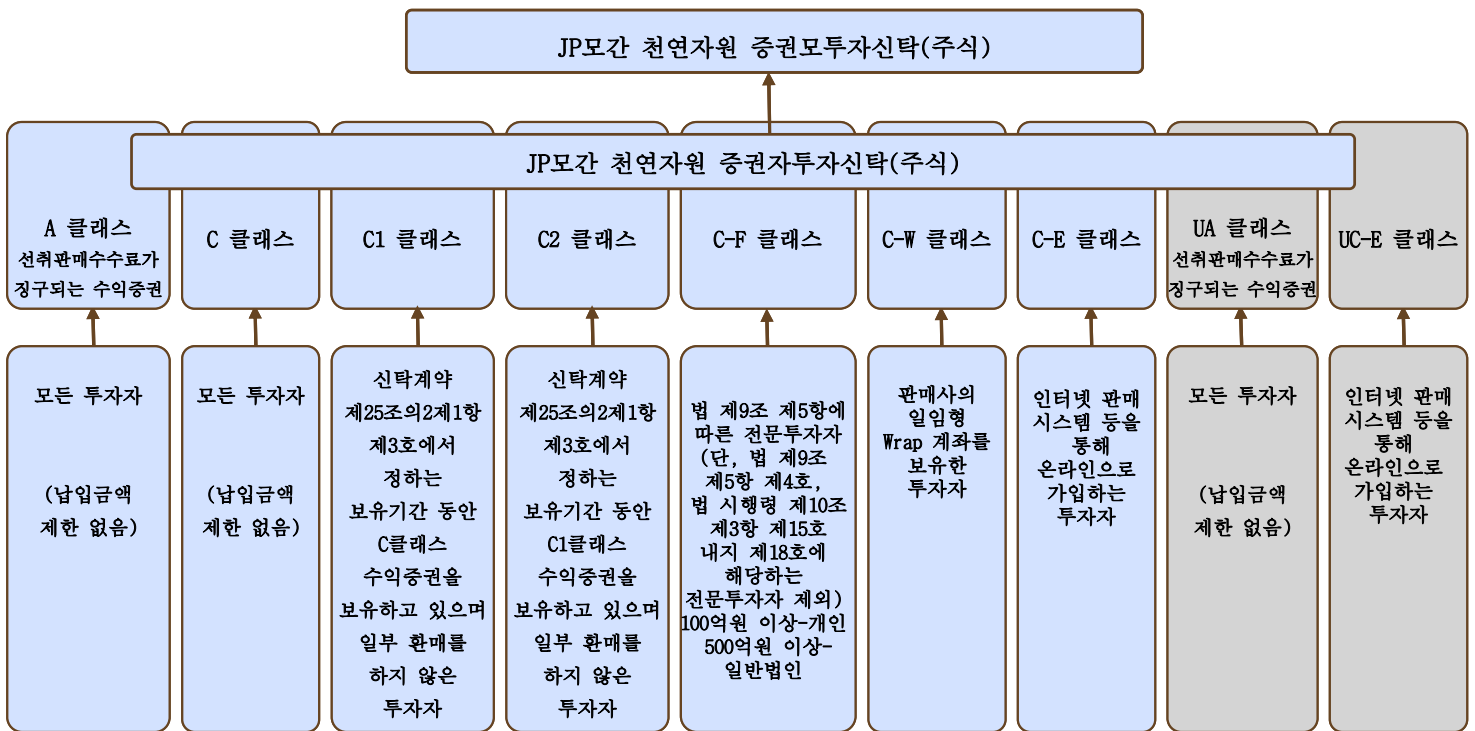 JP모간 천연자원 증권모투자신탁(주식)
JP모간 천연자원 증권자투자신탁(주식)
A 클래스
선취판매수수료가
징구되는 수익증권
C 클래스
C1 클래스
C2 클래스
C-F 클래스
C-W 클래스
C-E 클래스
UA 클래스
선취판매수수료가
징구되는 수익증권
UC-E 클래스
모든 투자자
(납입금액
제한 없음)
모든 투자자
(납입금액
제한 없음)
신탁계약
제25조의2제1항
제3호에서
정하는
보유기간 동안
C클래스
수익증권을
보유하고 있으며
일부 환매를
하지 않은
투자자
신탁계약
제25조의2제1항
제3호에서
정하는
보유기간 동안
C1클래스
수익증권을
보유하고 있으며
일부 환매를
하지 않은
투자자
법 제9조 제5항에
따른 전문투자자
(단, 법 제9조
제5항 제4호,
법 시행령 제10조
제3항 제15호
내지 제18호에
해당하는
전문투자자 제외)
100억원 이상-개인
500억원 이상-
일반법인
판매사의
일임형
Wrap 계좌를
보유한
투자자
인터넷 판매
시스템 등을
통해
온라인으로
가입하는
투자자
모든 투자자
(납입금액
제한 없음)
인터넷 판매
시스템 등을
통해
온라인으로
가입하는
투자자